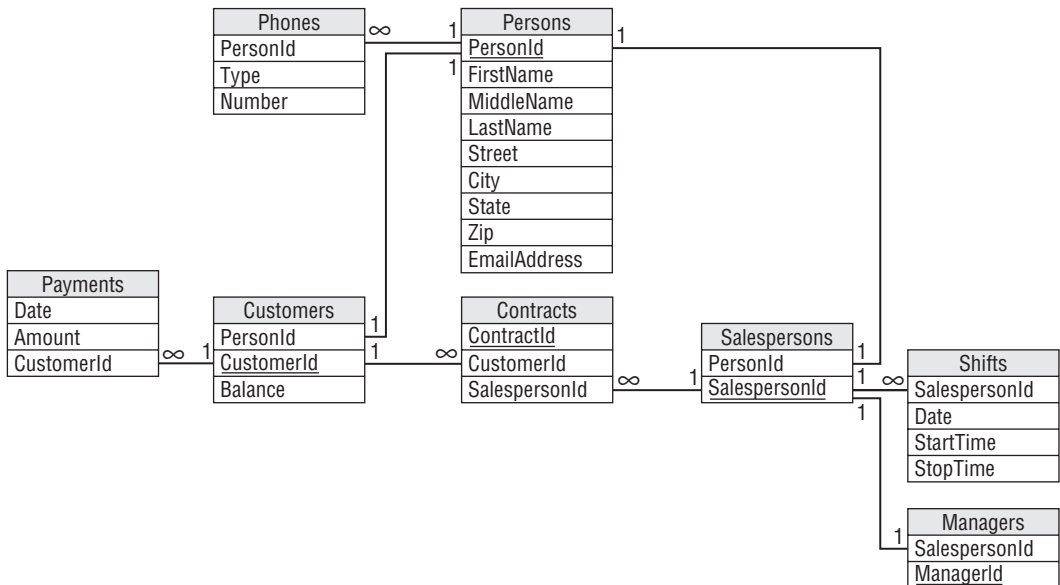 Phones
PersonId
Type
Number
∞
1
1
Persons
PersonId
FirstName
MiddleName
LastName
Street
City
State
Zip
EmailAddress
1
Payments
Date
Amount
CustomerId
∞
1
Customers
PersonId
CustomerId
Balance
1
1
∞
Contracts
ContractId
CustomerId
SalespersonId
∞
1
Salespersons
PersonId
SalespersonId
1
1
1
∞
Shifts
SalespersonId
Date
StartTime
StopTime
1
Managers
SalespersonId
ManagerId